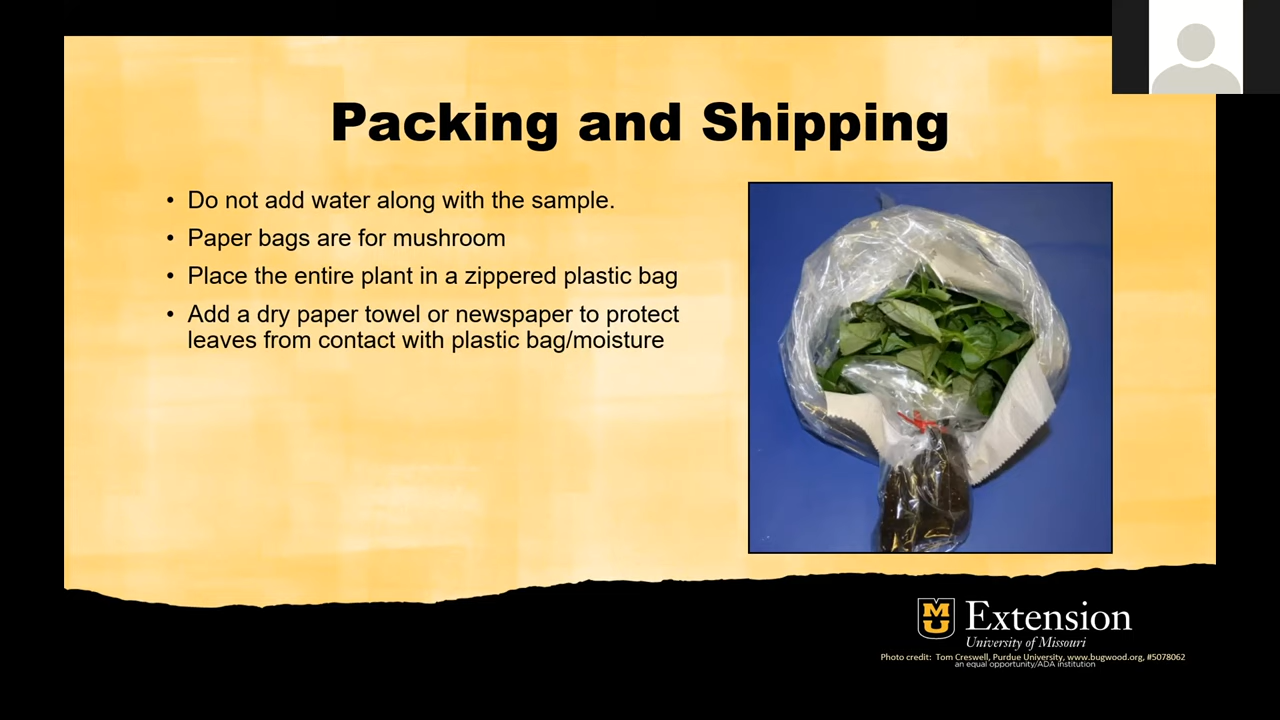 Packing and Shipping
• Do not add water along with the sample.
• Paper bags are for mushroom
• Place the entire plant in a zippered plastic bag
• Add a dry paper towel or newspaper to protect
leaves from contact with plastic bag/moisture
MU Extension
University of Missouri
Photo credit: Tom Creswell, Purdue University, www.bugwood.org, #5078062
an equal opportunity/ADA institution